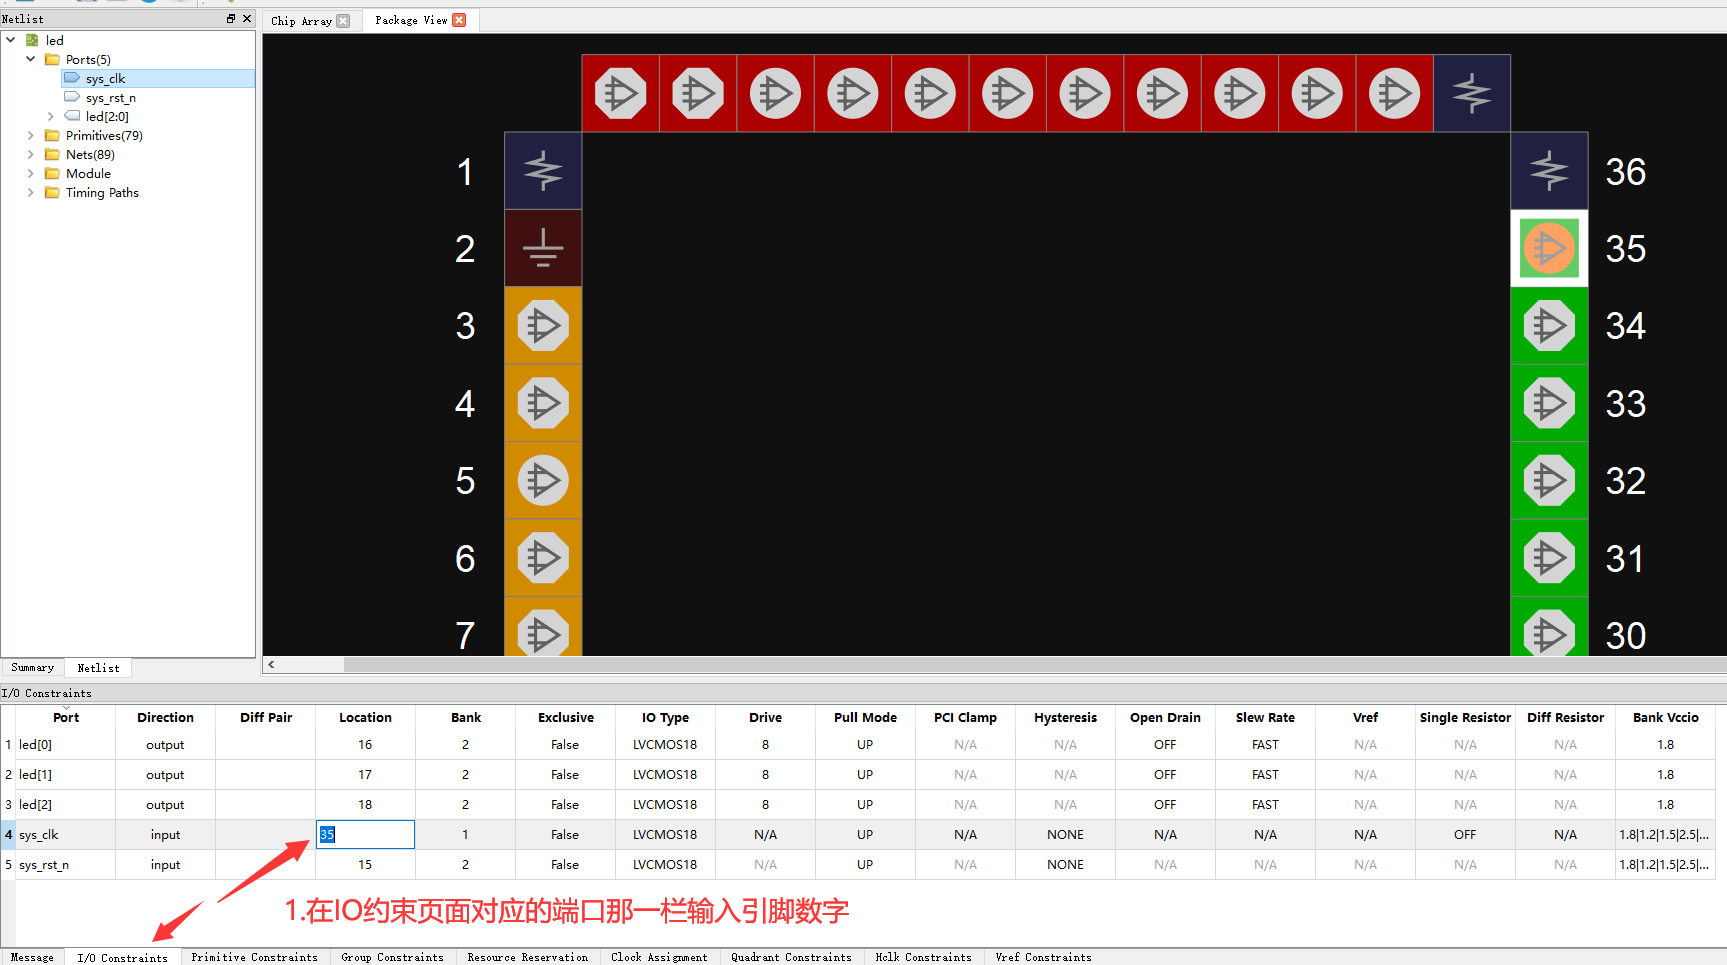 Netlist
Chip Array
Package View
led
Ports(5)
sys_clk
sys_rst_n
led[2:0]
Primitives(79)
Nets(89)
Module
Timing Paths
1
2
3
4
5
6
7
36
35
34
33
32
31
30
Summary Netlist
I/O Constraints
Port Direction Diff Pair Location Bank Exclusive IO Type Drive Pull Mode PCI Clamp Hysteresis Open Drain Slew Rate Vref Single Resistor Diff Resistor Bank Vccio
1 led[0] output 16 2 False LVCMOS18 8 UP N/A N/A OFF FAST N/A N/A N/A 1.8
2 led[1] output 17 2 False LVCMOS18 8 UP N/A N/A OFF FAST N/A N/A N/A 1.8
3 led[2] output 18 2 False LVCMOS18 8 UP N/A N/A OFF FAST N/A N/A N/A 1.8
4 sys_clk input 35 1 False LVCMOS18 N/A UP N/A NONE N/A N/A N/A OFF N/A 1.8|1.2|1.5|2.5|...
5 sys_rst_n input 15 2 False LVCMOS18 N/A UP N/A NONE N/A N/A N/A N/A N/A 1.8|1.2|1.5|2.5|...
1.在IO约束页面对应的端口那一栏输入引脚数字
Message I/O Constraints Primitive Constraints Group Constraints Resource Reservation Clock Assignment Quadrant Constraints Hclk Constraints Vref Constraints